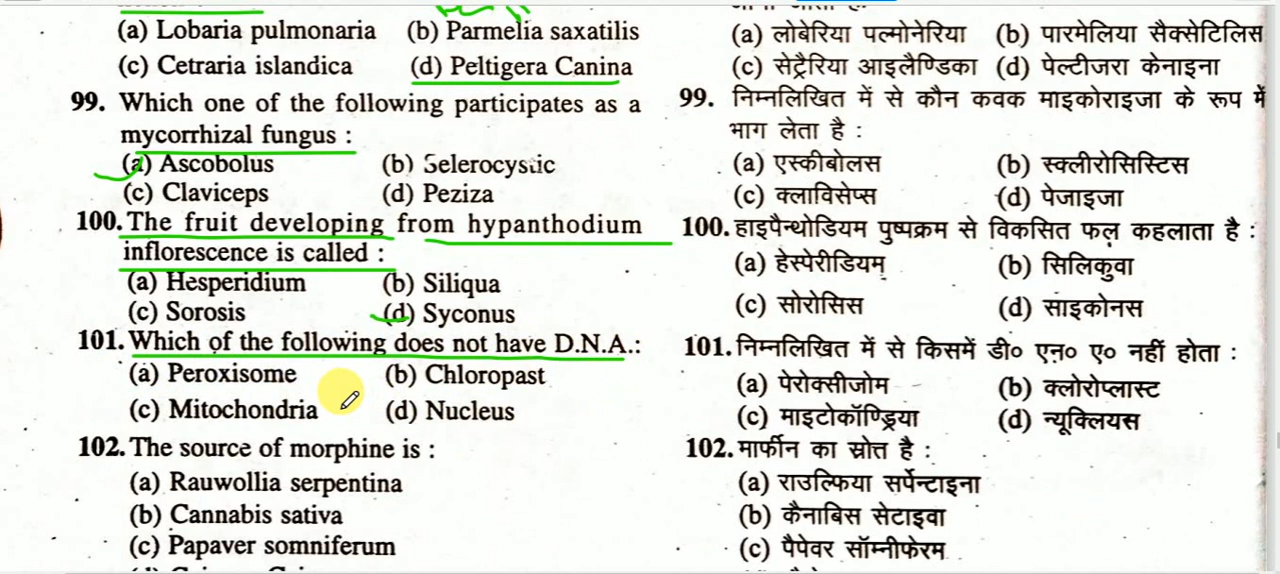 (a) Lobaria pulmonaria (b) Parmelia saxatilis
(c) Cetraria islandica (d) Peltigera Canina
99. Which one of the following participates as a
mycorrhizal fungus :
(a) Ascobolus (b) Selerocystic
(c) Claviceps (d) Peziza
100. The fruit developing from hypanthodium
inflorescence is called :
(a) Hesperidium (b) Siliqua
(c) Sorosis (d) Syconus
101. Which of the following does not have D.N.A.:
(a) Peroxisome (b) Chloropast
(c) Mitochondria (d) Nucleus
102. The source of morphine is :
(a) Rauwollia serpentina
(b) Cannabis sativa
(c) Papaver somniferum
(a) लोबेरिया पल्मोनेरिया (b) पारमेलिया सैक्सेटिलिस
(c) सेट्रैरिया आइलैण्डिका (d) पेल्टीजरा केनाइना
99. निम्नलिखित में से कौन कवक माइकोराइजा के रूप में
भाग लेता है :
(a) एस्कीबोलस (b) स्क्लीरोसिस्टिस
(c) क्लाविसेप्स (d) पेजाइजा
100. हाइपैन्थोडियम पुष्पक्रम से विकसित फल कहलाता है :
(a) हेस्पेरीडियम (b) सिलिकुवा
(c) सोरोसिस (d) साइकोनस
101. निम्नलिखित में से किसमें डी० एन० ए० नहीं होता :
(a) पेरोक्सीजोम (b) क्लोरोप्लास्ट
(c) माइटोकॉण्ड्रिया (d) न्यूक्लियस
102. मार्फीन का स्रोत है :
(a) राउल्फिया सर्पेन्टाइना
(b) कैनाबिस सेटाइवा
(c) पैपेवर सॉम्नीफेरम